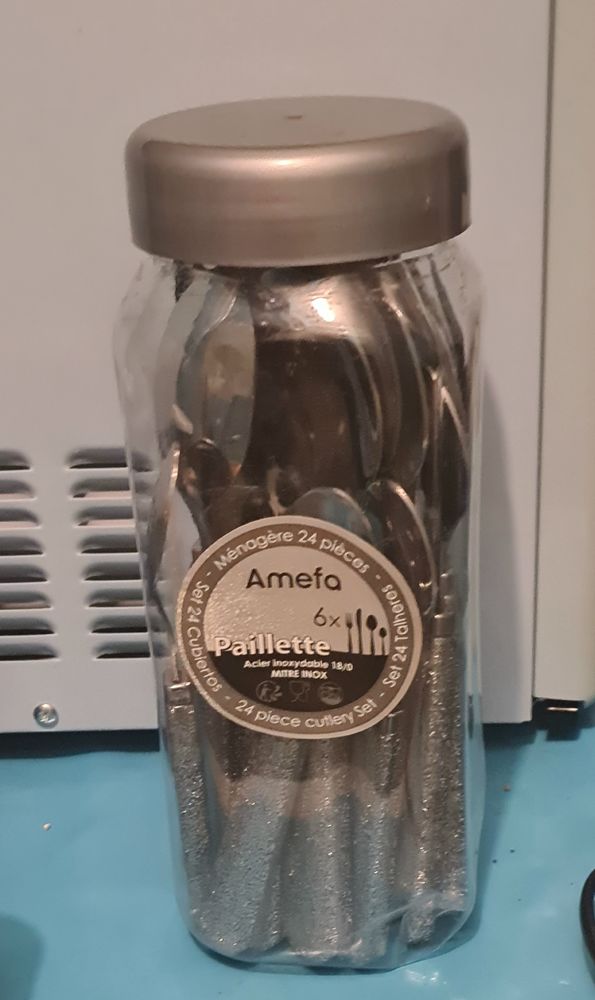 Ménagère 24 pièces
Amefa
6x
Paillette
Acier inoxydable 18/0
MITRE INOX
Set 24 Talheres
24 piece cutlery Set
Set 24 Cubiertos